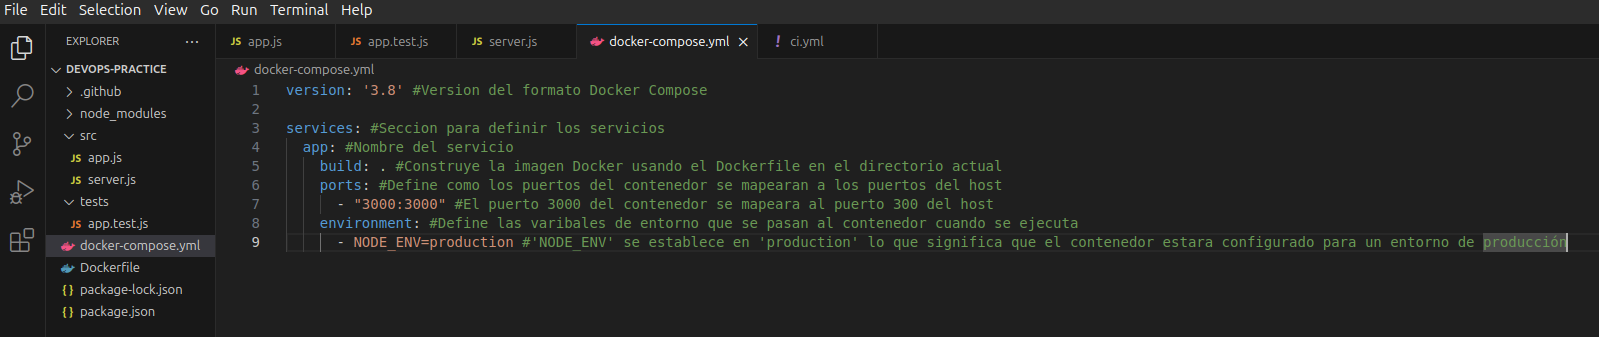 File Edit Selection View Go Run Terminal Help
EXPLORER ···
DEVOPS-PRACTICE
.github
node_modules
src
JS app.js
JS server.js
tests
JS app.test.js
docker-compose.yml
Dockerfile
{} package-lock.json
{} package.json
JS app.js
JS app.test.js
JS server.js
docker-compose.yml ×
! ci.yml
docker-compose.yml
1 version: '3.8' #Version del formato Docker Compose
2
3 services: #Seccion para definir los servicios
4 app: #Nombre del servicio
5 build: . #Construye la imagen Docker usando el Dockerfile en el directorio actual
6 ports: #Define como los puertos del contenedor se mapearan a los puertos del host
7 - "3000:3000" #El puerto 3000 del contenedor se mapeara al puerto 300 del host
8 environment: #Define las varibales de entorno que se pasan al contenedor cuando se ejecuta
9 - NODE_ENV=production #'NODE_ENV' se establece en 'production' lo que significa que el contenedor estara configurado para un entorno de producción